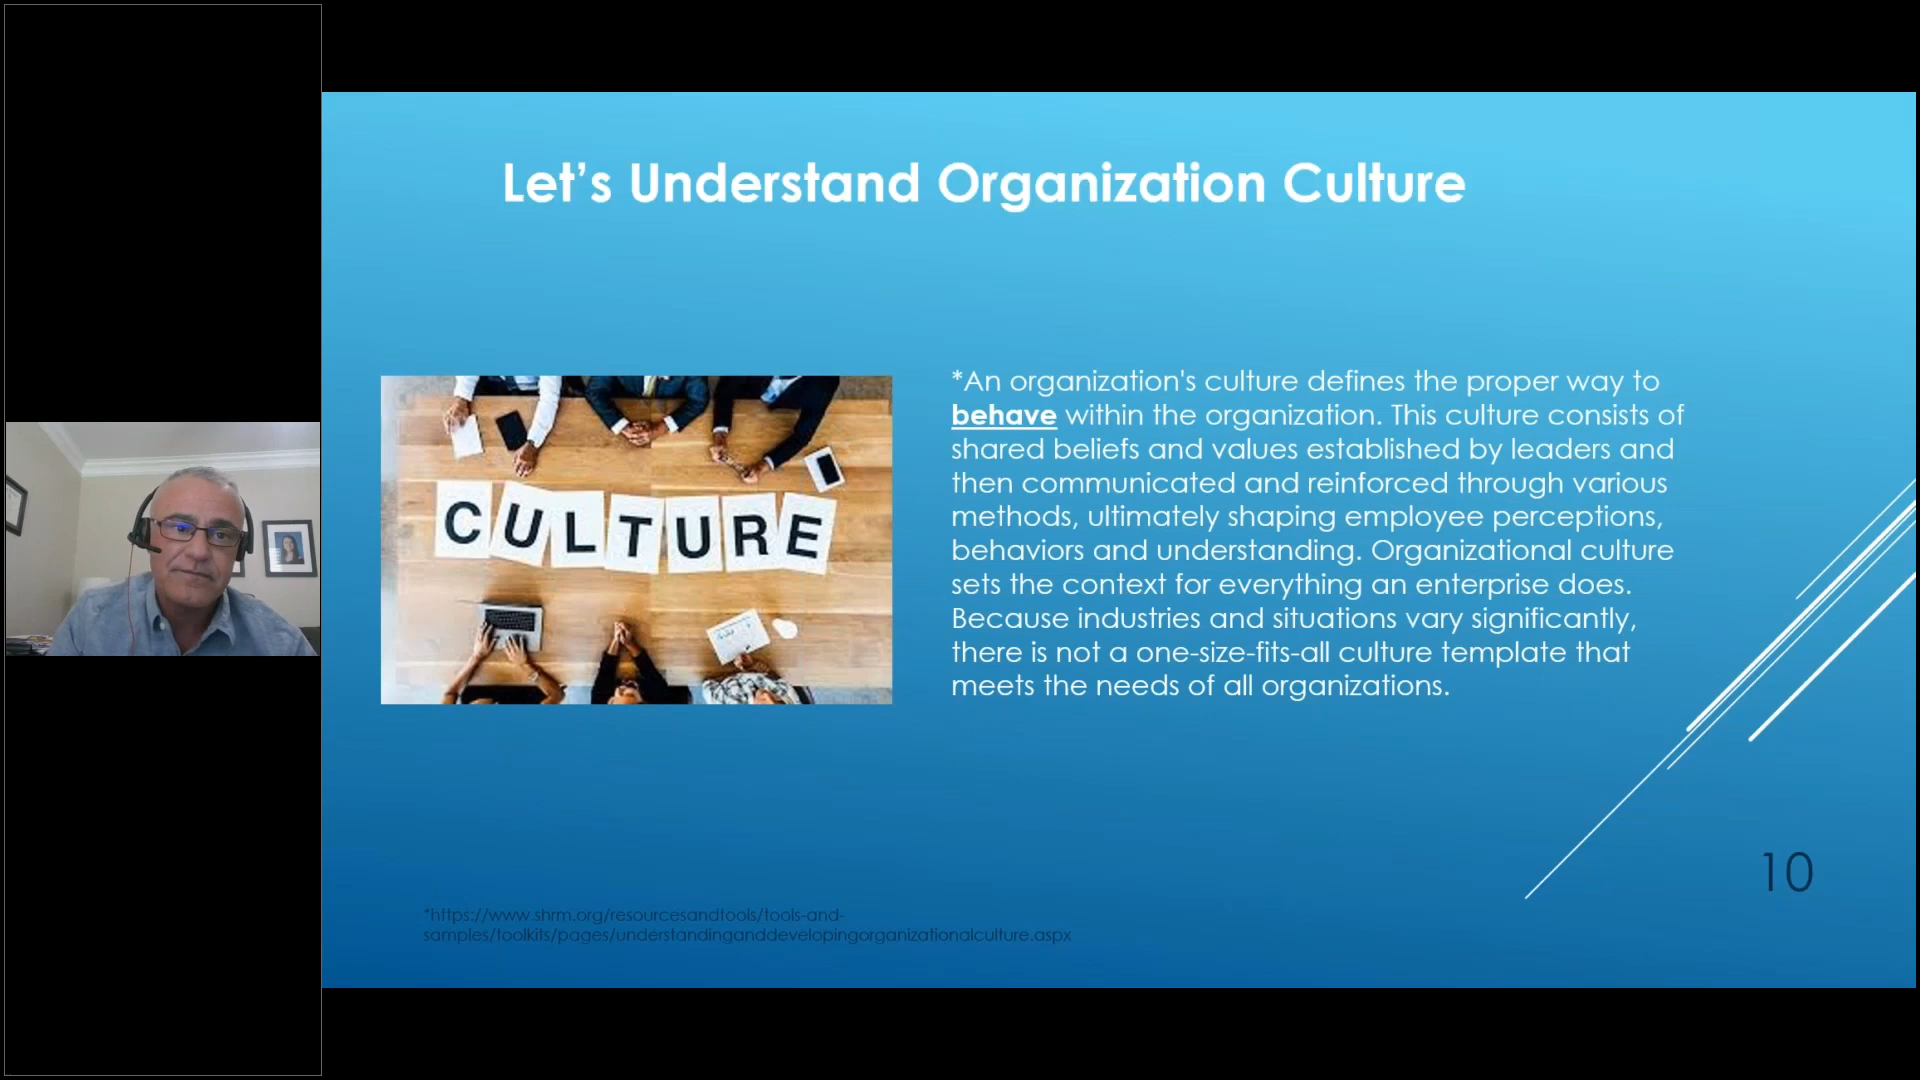 Let’s Understand Organization Culture
CULTURE
*An organization's culture defines the proper way to
behave within the organization. This culture consists of
shared beliefs and values established by leaders and
then communicated and reinforced through various
methods, ultimately shaping employee perceptions,
behaviors and understanding. Organizational culture
sets the context for everything an enterprise does.
Because industries and situations vary significantly,
there is not a one-size-fits-all culture template that
meets the needs of all organizations.
10
*https://www.shrm.org/resourcesandtools/tools-and-
samples/toolkits/pages/understandinganddevelopingorganizationalculture.aspx